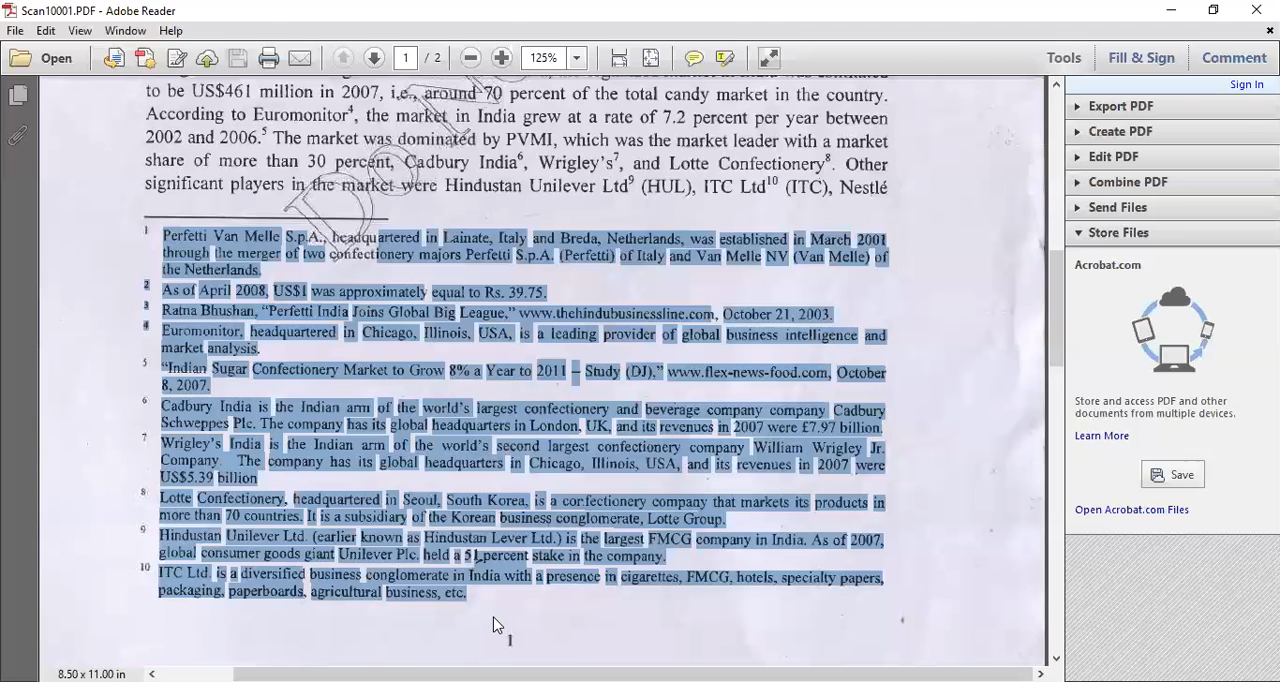 Scan10001.PDF - Adobe Reader
File Edit View Window Help
Open 1 / 2 125% Tools Fill & Sign Comment
to be US$461 million in 2007, i.e., around 70 percent of the total candy market in the country.
According to Euromonitor4, the market in India grew at a rate of 7.2 percent per year between
2002 and 2006.5 The market was dominated by PVMI, which was the market leader with a market
share of more than 30 percent, Cadbury India6, Wrigley's7, and Lotte Confectionery8. Other
significant players in the market were Hindustan Unilever Ltd9 (HUL), ITC Ltd10 (ITC), Nestlé
1 Perfetti Van Melle S.p.A., headquartered in Lainate, Italy and Breda, Netherlands, was established in March 2001
through the merger of two confectionery majors Perfetti S.p.A. (Perfetti) of Italy and Van Melle NV (Van Melle) of
the Netherlands.
2 As of April 2008, US$1 was approximately equal to Rs. 39.75.
3 Ratna Bhushan, "Perfetti India Joins Global Big League," www.thehindubusinessline.com, October 21, 2003.
4 Euromonitor, headquartered in Chicago, Illinois, USA, is a leading provider of global business intelligence and
market analysis.
5 "Indian Sugar Confectionery Market to Grow 8% a Year to 2011 – Study (DJ)," www.flex-news-food.com, October
8, 2007.
6 Cadbury India is the Indian arm of the world's largest confectionery and beverage company company Cadbury
Schweppes Plc. The company has its global headquarters in London, UK, and its revenues in 2007 were £7.97 billion.
7 Wrigley's India is the Indian arm of the world's second largest confectionery company William Wrigley Jr.
Company. The company has its global headquarters in Chicago, Illinois, USA, and its revenues in 2007 were
US$5.39 billion
8 Lotte Confectionery, headquartered in Seoul, South Korea, is a confectionery company that markets its products in
more than 70 countries. It is a subsidiary of the Korean business conglomerate, Lotte Group.
9 Hindustan Unilever Ltd. (earlier known as Hindustan Lever Ltd.) is the largest FMCG company in India. As of 2007,
global consumer goods giant Unilever Plc. held a 51 percent stake in the company.
10 ITC Ltd. is a diversified business conglomerate in India with a presence in cigarettes, FMCG, hotels, specialty papers,
packaging, paperboards, agricultural business, etc.
1
8.50 x 11.00 in
Sign In
Export PDF
Create PDF
Edit PDF
Combine PDF
Send Files
Store Files
Acrobat.com
Store and access PDF and other
documents from multiple devices.
Learn More
Save
Open Acrobat.com Files